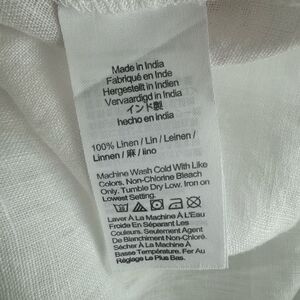 Made in India
Fabriqué en Inde
Hergestellt in Indien
Vervaardigd in India
インド製
hecho en India
100% Linen / Lin / Leinen /
Linnen / 麻 / lino
Machine Wash Cold With Like
Colors. Non-Chlorine Bleach
Only. Tumble Dry Low. Iron on
Lowest Setting.
Laver À La Machine À L'Eau
Froide En Séparant Les
Couleurs. Seulement Agent
De Blanchiment Non-Chloré.
Sécher À La Machine À
Basse Température. Fer Au
Réglage Le Plus Bas.